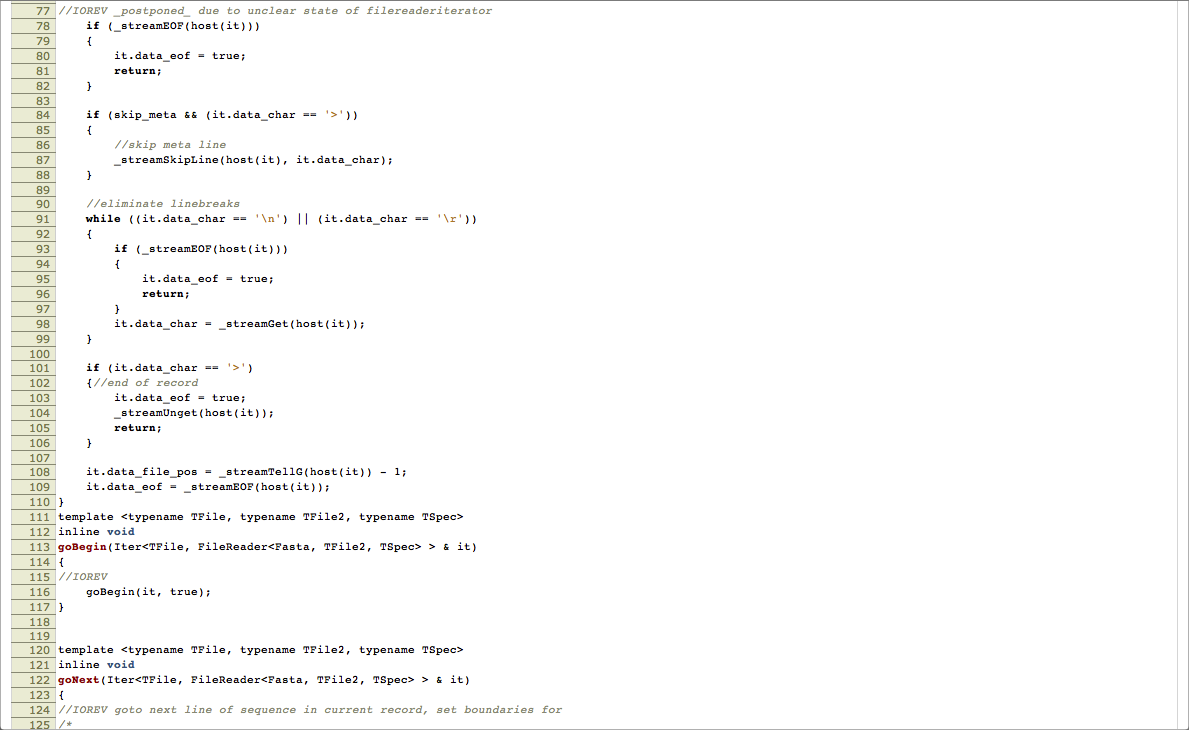 77 //IOREV _postponed_ due to unclear state of filereaderiterator
78     if (_streamEOF(host(it)))
79     {
80         it.data_eof = true;
81         return;
82     }
83
84     if (skip_meta && (it.data_char == '>'))
85     {
86         //skip meta line
87         _streamSkipLine(host(it), it.data_char);
88     }
89
90     //eliminate linebreaks
91     while ((it.data_char == '\n') || (it.data_char == '\r'))
92     {
93         if (_streamEOF(host(it)))
94         {
95             it.data_eof = true;
96             return;
97         }
98         it.data_char = _streamGet(host(it));
99     }
100
101     if (it.data_char == '>')
102     {//end of record
103         it.data_eof = true;
104         _streamUnget(host(it));
105         return;
106     }
107
108     it.data_file_pos = _streamTellG(host(it)) - 1;
109     it.data_eof = _streamEOF(host(it));
110 }
111 template <typename TFile, typename TFile2, typename TSpec>
112 inline void
113 goBegin(Iter<TFile, FileReader<Fasta, TFile2, TSpec> > & it)
114 {
115 //IOREV
116     goBegin(it, true);
117 }
118
119
120 template <typename TFile, typename TFile2, typename TSpec>
121 inline void
122 goNext(Iter<TFile, FileReader<Fasta, TFile2, TSpec> > & it)
123 {
124 //IOREV goto next line of sequence in current record, set boundaries for
125 /*